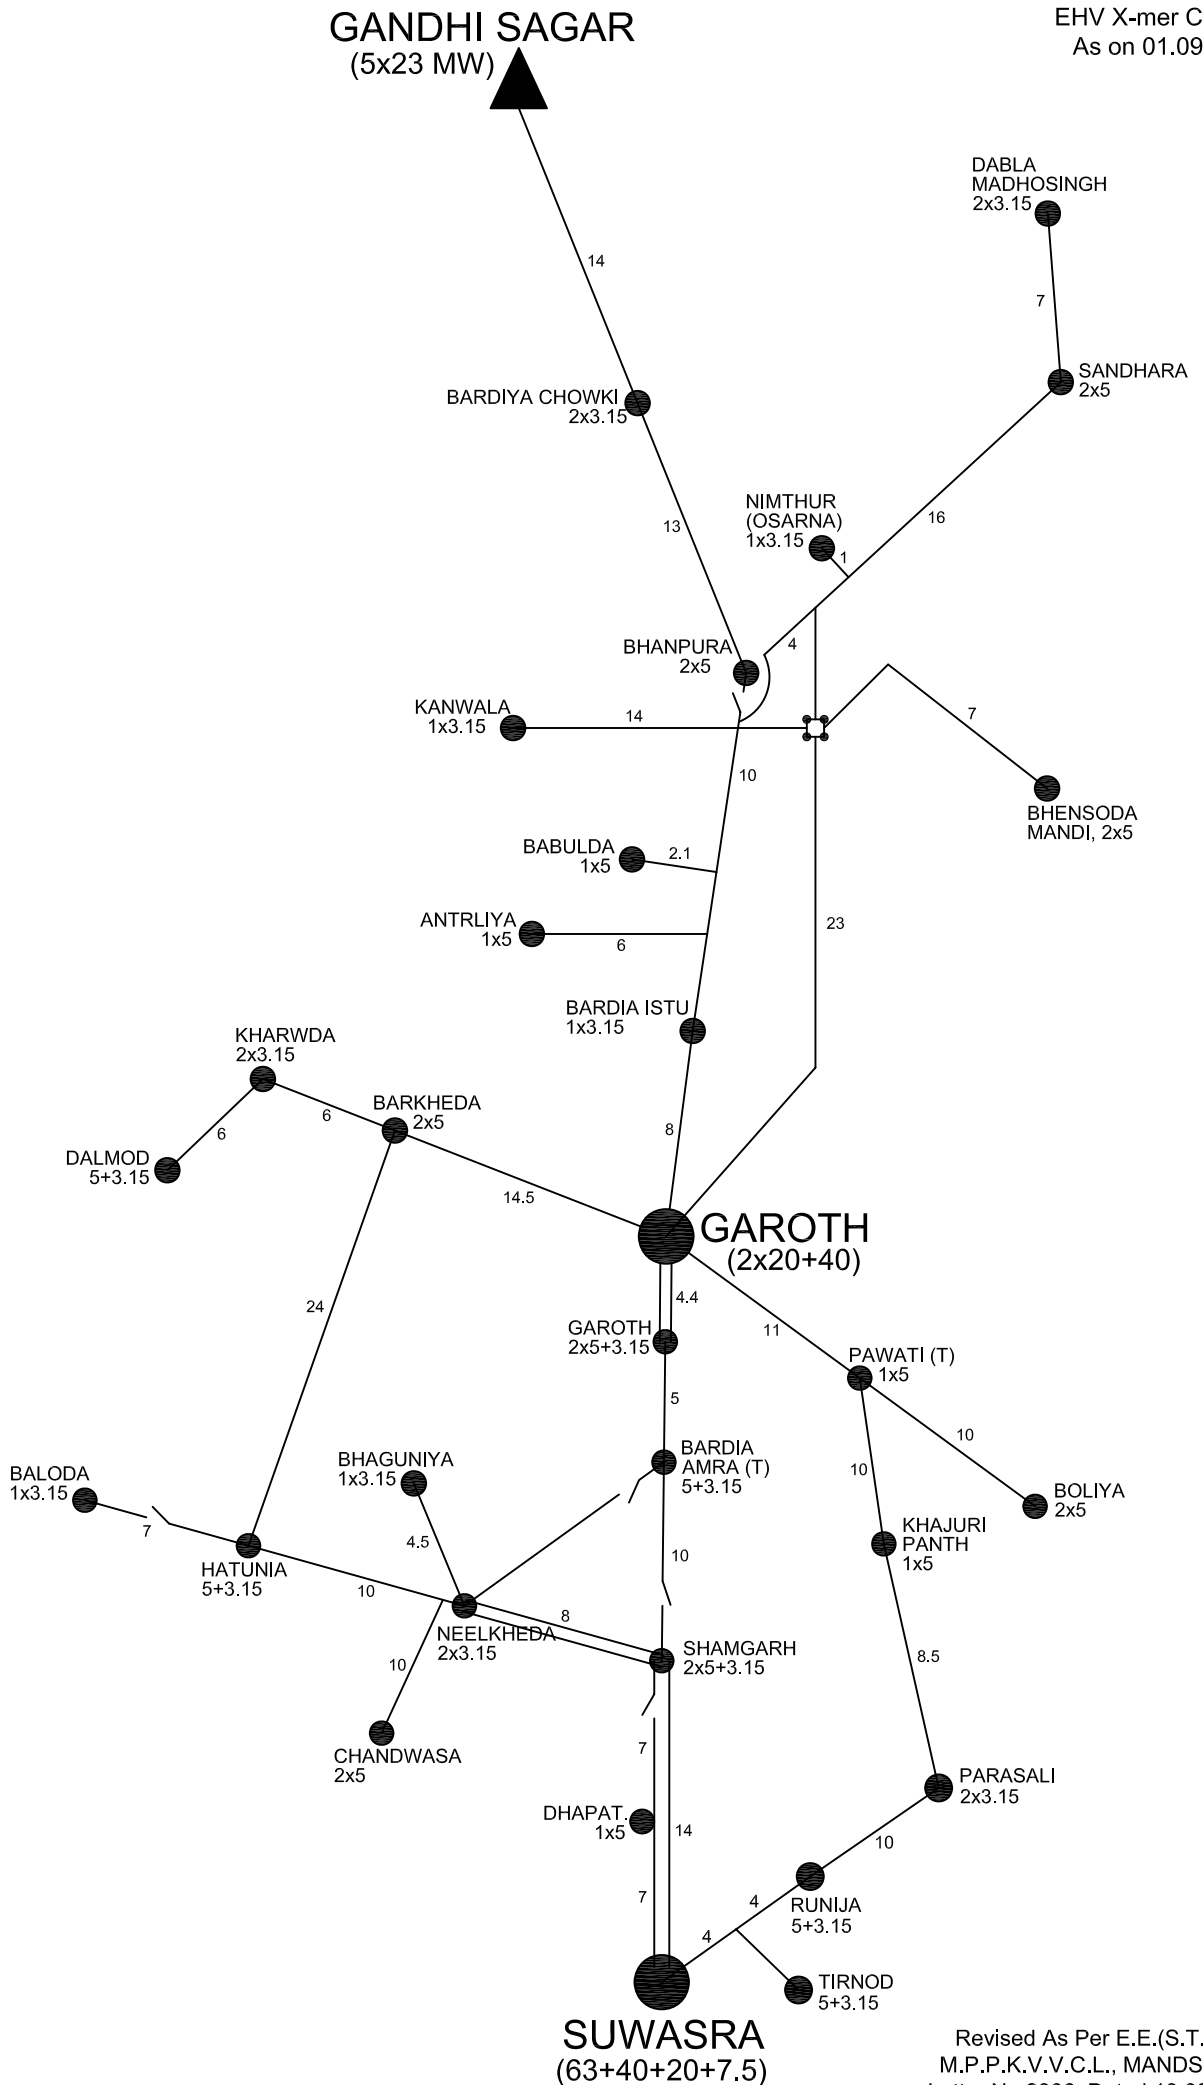 GANDHI SAGAR
(5x23 MW)
EHV X-mer C
As on 01.09
14
DABLA
MADHOSINGH
2x3.15
7
SANDHARA
2x5
BARDIYA CHOWKI
2x3.15
13
16
NIMTHUR
(OSARNA)
1x3.15
1
4
BHANPURA
2x5
KANWALA
1x3.15
14
7
10
BHENSODA
MANDI, 2x5
BABULDA
1x5
2.1
ANTRLIYA
1x5
6
23
BARDIA ISTU
1x3.15
KHARWDA
2x3.15
6
BARKHEDA
2x5
8
DALMOD
5+3.15
6
14.5
GAROTH
(2x20+40)
24
4.4
GAROTH
2x5+3.15
11
PAWATI (T)
1x5
5
10
10
BALODA
1x3.15
7
BHAGUNIYA
1x3.15
4.5
BARDIA
AMRA (T)
5+3.15
BOLIYA
2x5
KHAJURI
PANTH
1x5
HATUNIA
5+3.15
10
10
8
NEELKHEDA
2x3.15
SHAMGARH
2x5+3.15
10
8.5
CHANDWASA
2x5
7
PARASALI
2x3.15
DHAPAT.
1x5
14
10
7
RUNIJA
5+3.15
4
4
TIRNOD
5+3.15
SUWASRA
(63+40+20+7.5)
Revised As Per E.E.(S.T.
M.P.P.K.V.V.C.L., MANDS